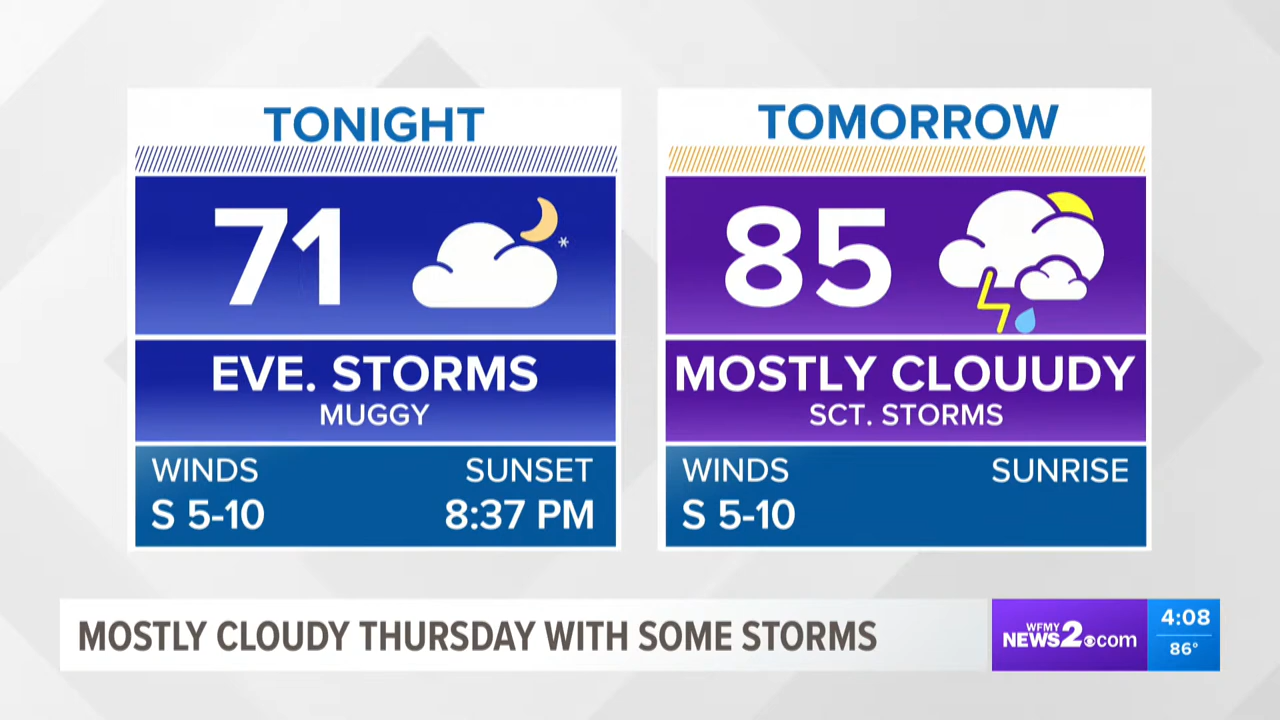 TONIGHT
71
EVE. STORMS
MUGGY
WINDS SUNSET
S 5-10 8:37 PM
TOMORROW
85
MOSTLY CLOUUDY
SCT. STORMS
WINDS SUNRISE
S 5-10
MOSTLY CLOUDY THURSDAY WITH SOME STORMS
WFMY
NEWS2 com
4:08
86°